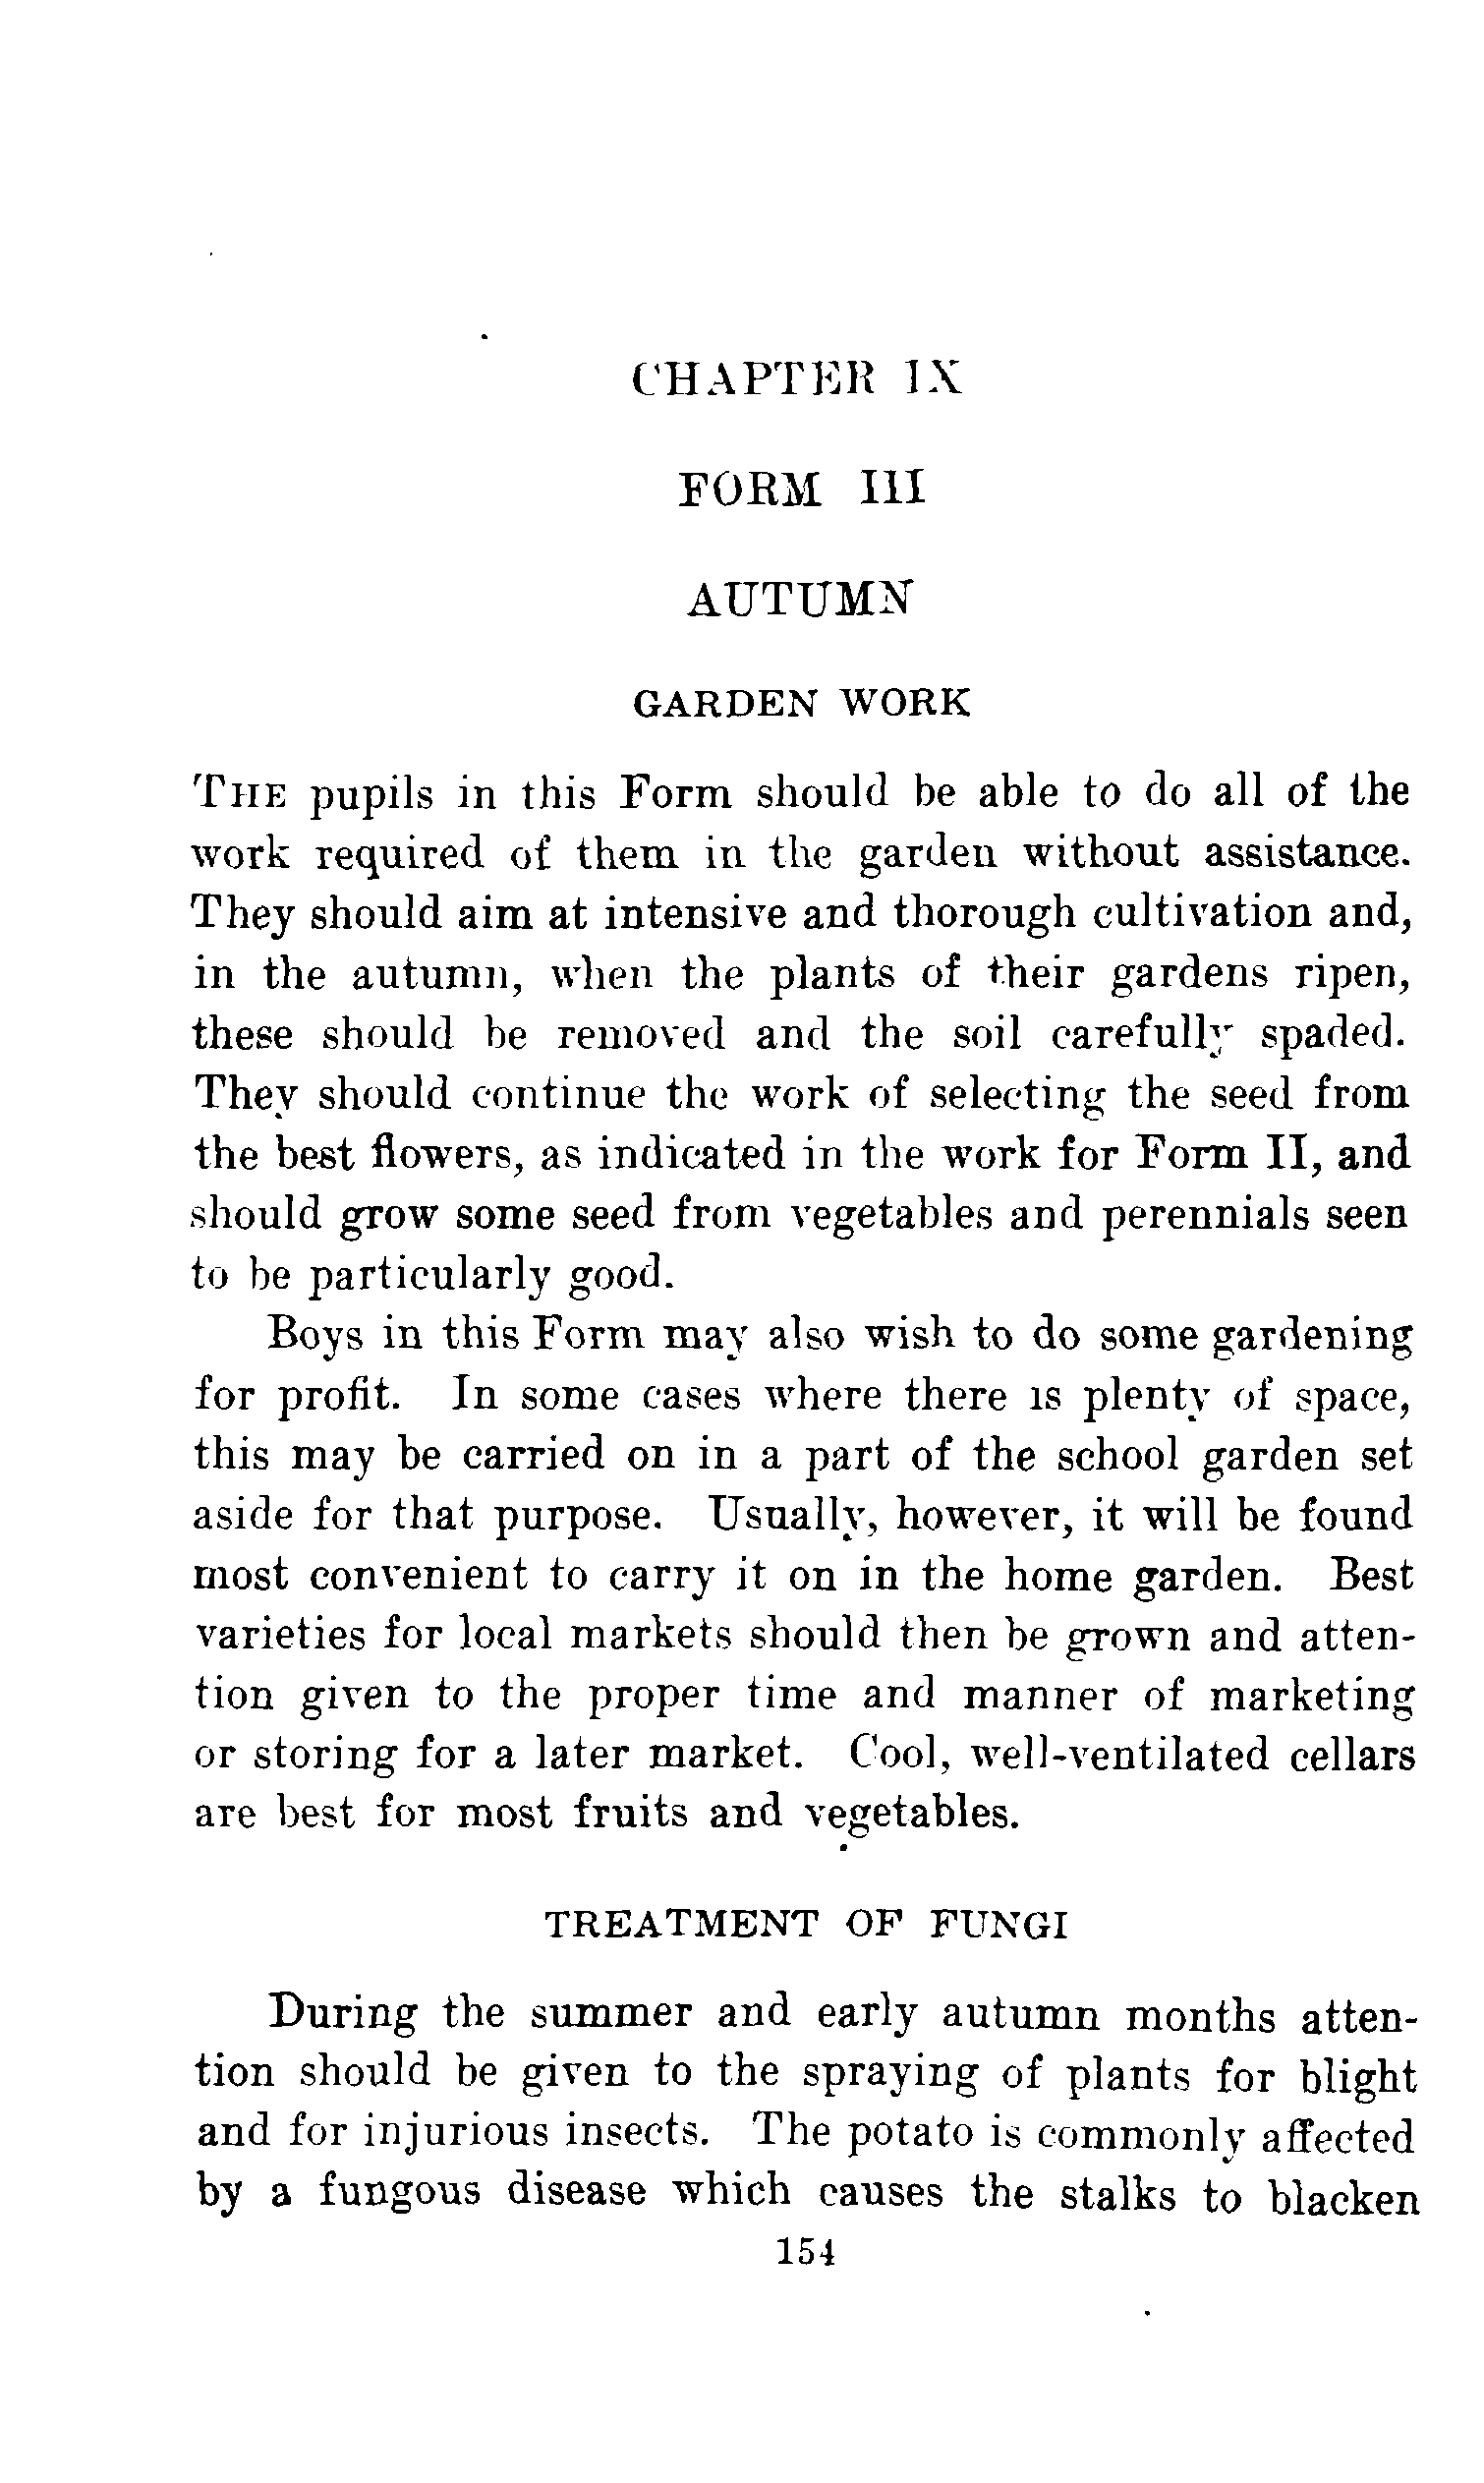 CHAPTER IX
FORM III
AUTUMN
GARDEN WORK
THE pupils in this Form should be able to do all of the
work required of them in the garden without assistance.
They should aim at intensive and thorough cultivation and,
in the autumn, when the plants of their gardens ripen,
these should be removed and the soil carefully spaded.
They should continue the work of selecting the seed from
the best flowers, as indicated in the work for Form II, and
should grow some seed from vegetables and perennials seen
to be particularly good.
Boys in this Form may also wish to do some gardening
for profit. In some cases where there is plenty of space,
this may be carried on in a part of the school garden set
aside for that purpose. Usually, however, it will be found
most convenient to carry it on in the home garden. Best
varieties for local markets should then be grown and atten-
tion given to the proper time and manner of marketing
or storing for a later market. Cool, well-ventilated cellars
are best for most fruits and vegetables.
TREATMENT OF FUNGI
During the summer and early autumn months atten-
tion should be given to the spraying of plants for blight
and for injurious insects. The potato is commonly affected
by a fungous disease which causes the stalks to blacken
154